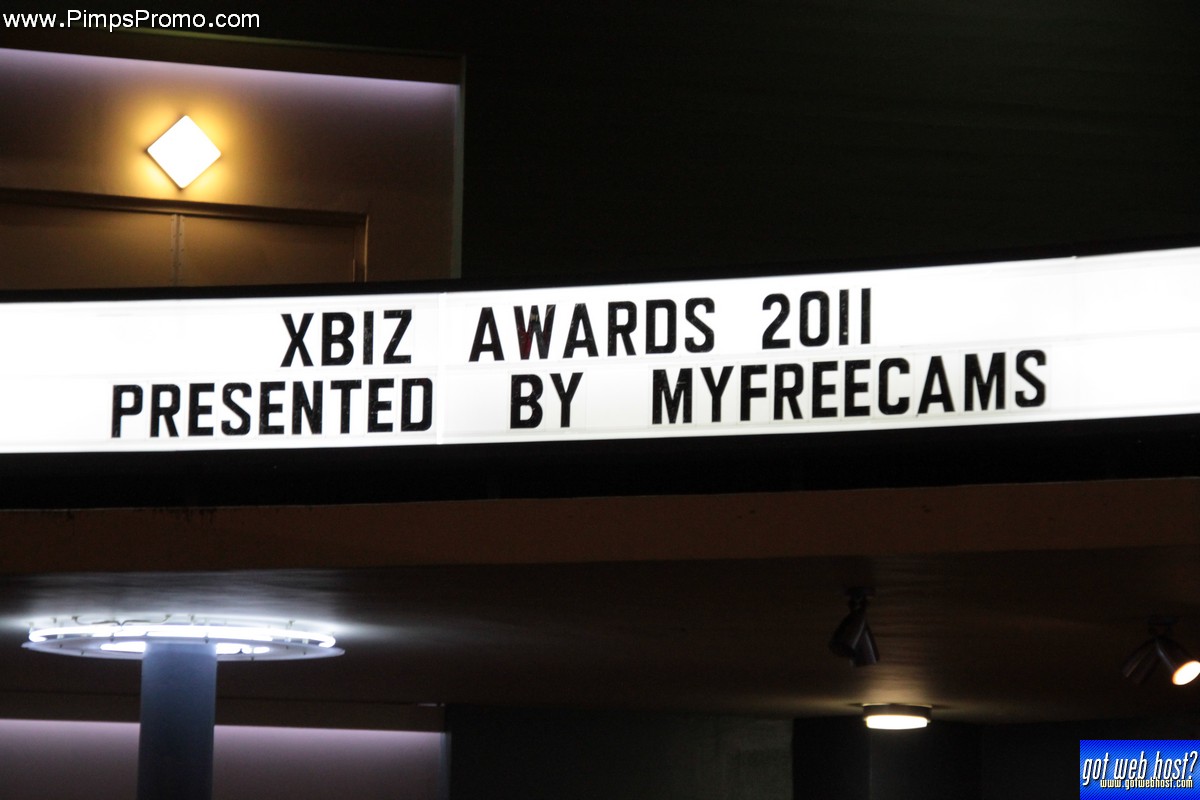 www.PimpsPromo.com
XBIZ AWARDS 2011
PRESENTED BY MYFREECAMS
got web host?
www.gotwebhost.com